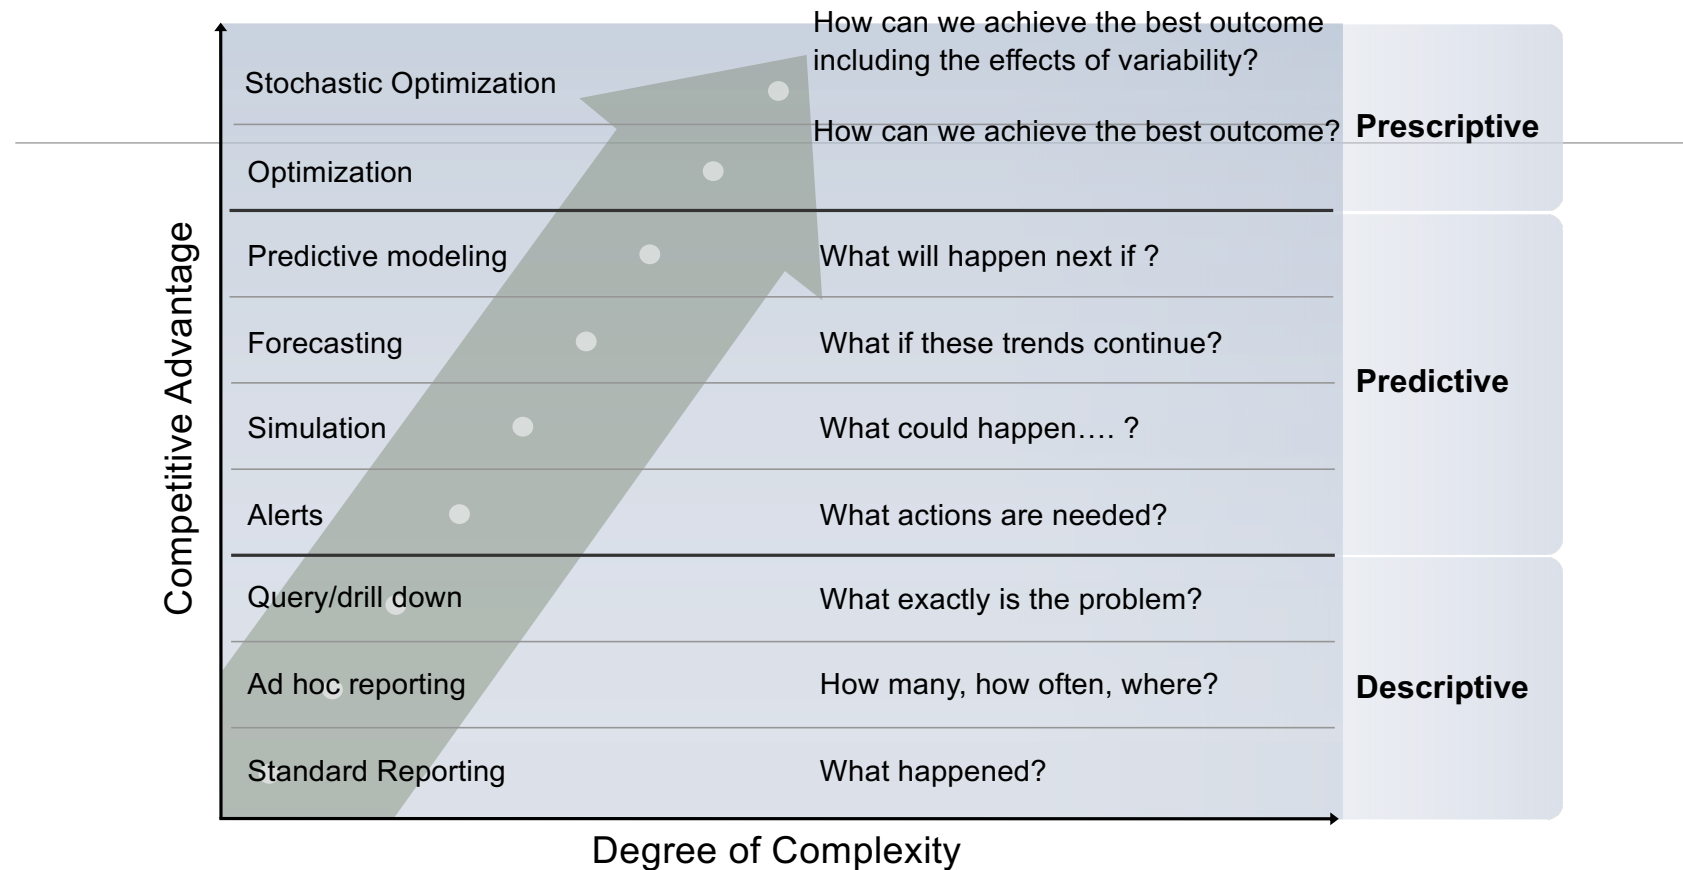 How can we achieve the best outcome
including the effects of variability?
Stochastic Optimization
How can we achieve the best outcome?
Prescriptive
Optimization
Predictive modeling
What will happen next if ?
Forecasting
What if these trends continue?
Predictive
Simulation
What could happen…. ?
Alerts
What actions are needed?
Query/drill down
What exactly is the problem?
Ad hoc reporting
How many, how often, where?
Descriptive
Standard Reporting
What happened?
Competitive Advantage
Degree of Complexity